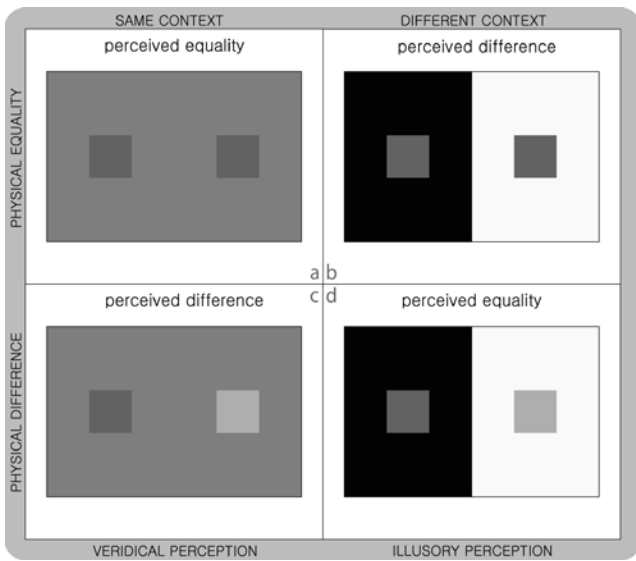 SAME CONTEXT
DIFFERENT CONTEXT
perceived equality
perceived difference
PHYSICAL EQUALITY
a b
c d
perceived difference
perceived equality
PHYSICAL DIFFERENCE
VERIDICAL PERCEPTION
ILLUSORY PERCEPTION